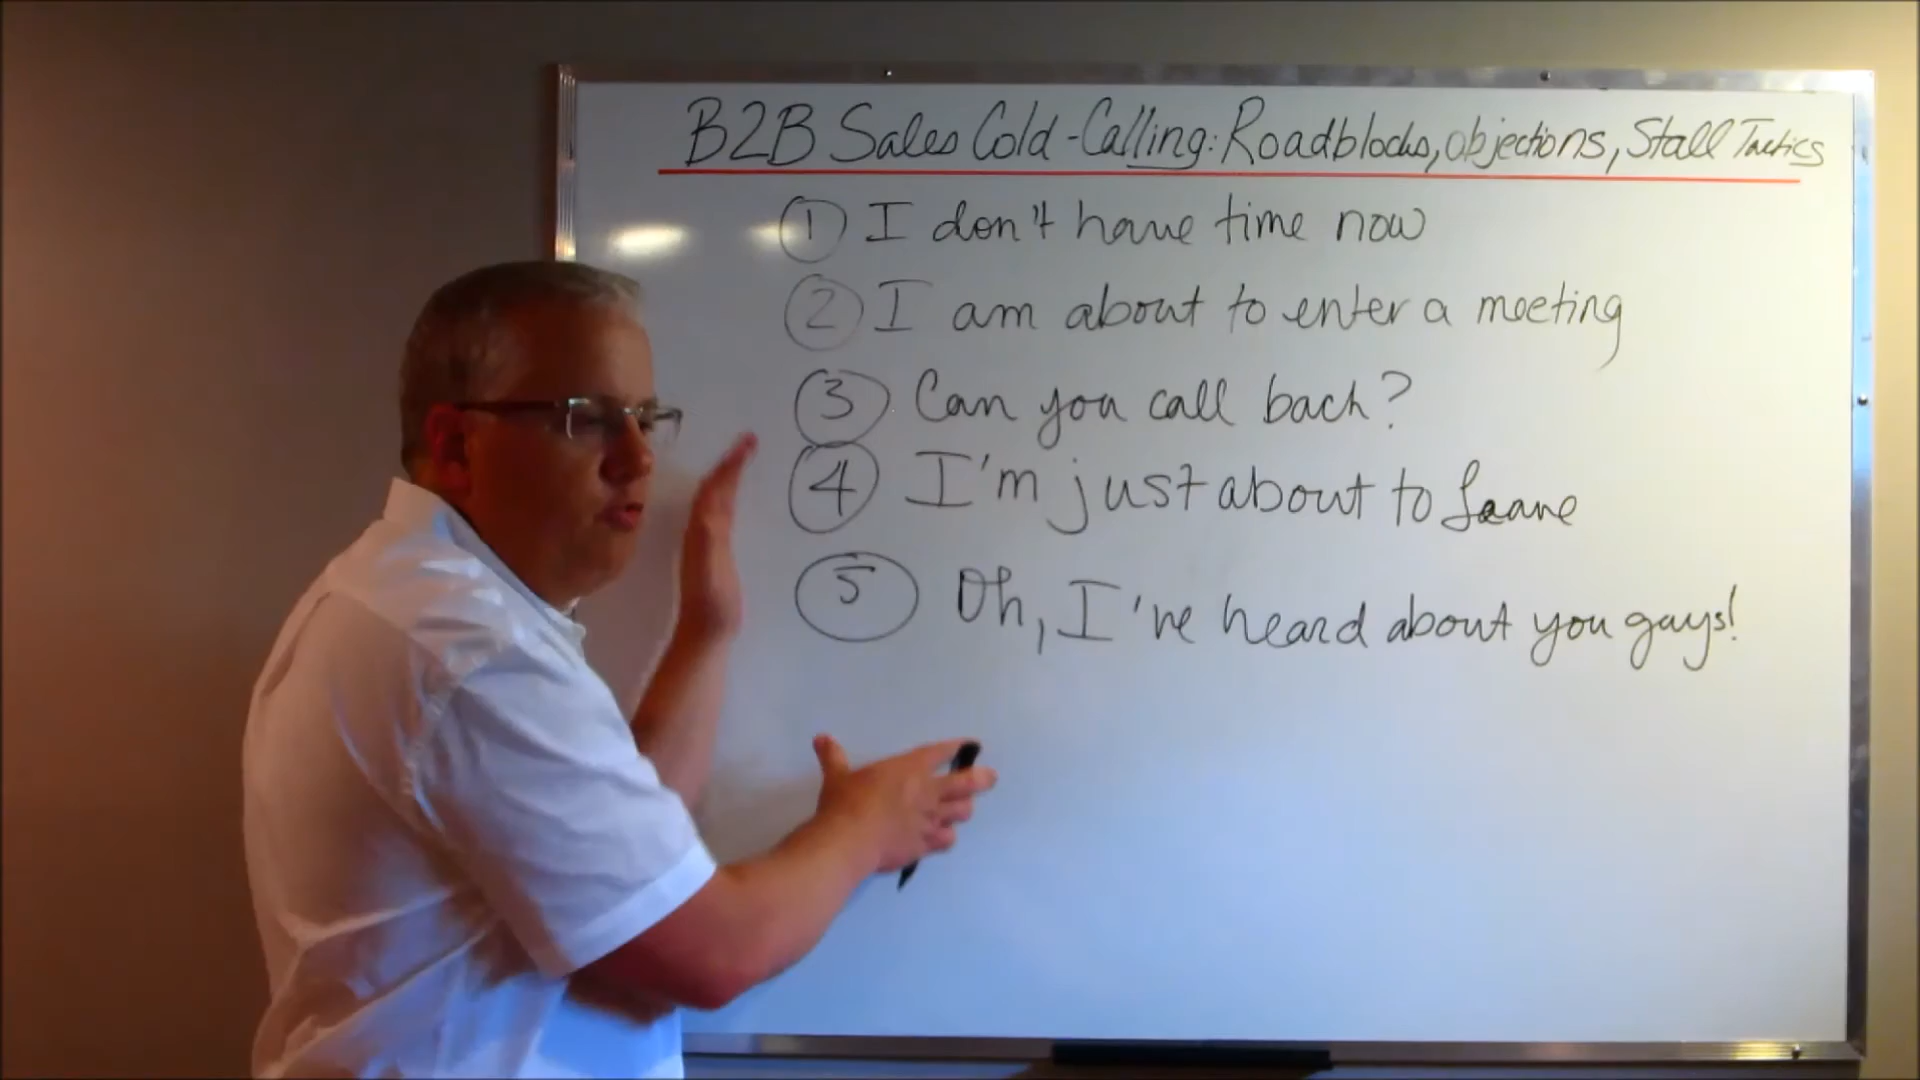 B2B Sales Cold-Calling: Roadblocks, objections, Stall Tactics
1 I don't have time now
2 I am about to enter a meeting
3 Can you call back?
4 I'm just about to leave
5 Oh, I've heard about you guys!